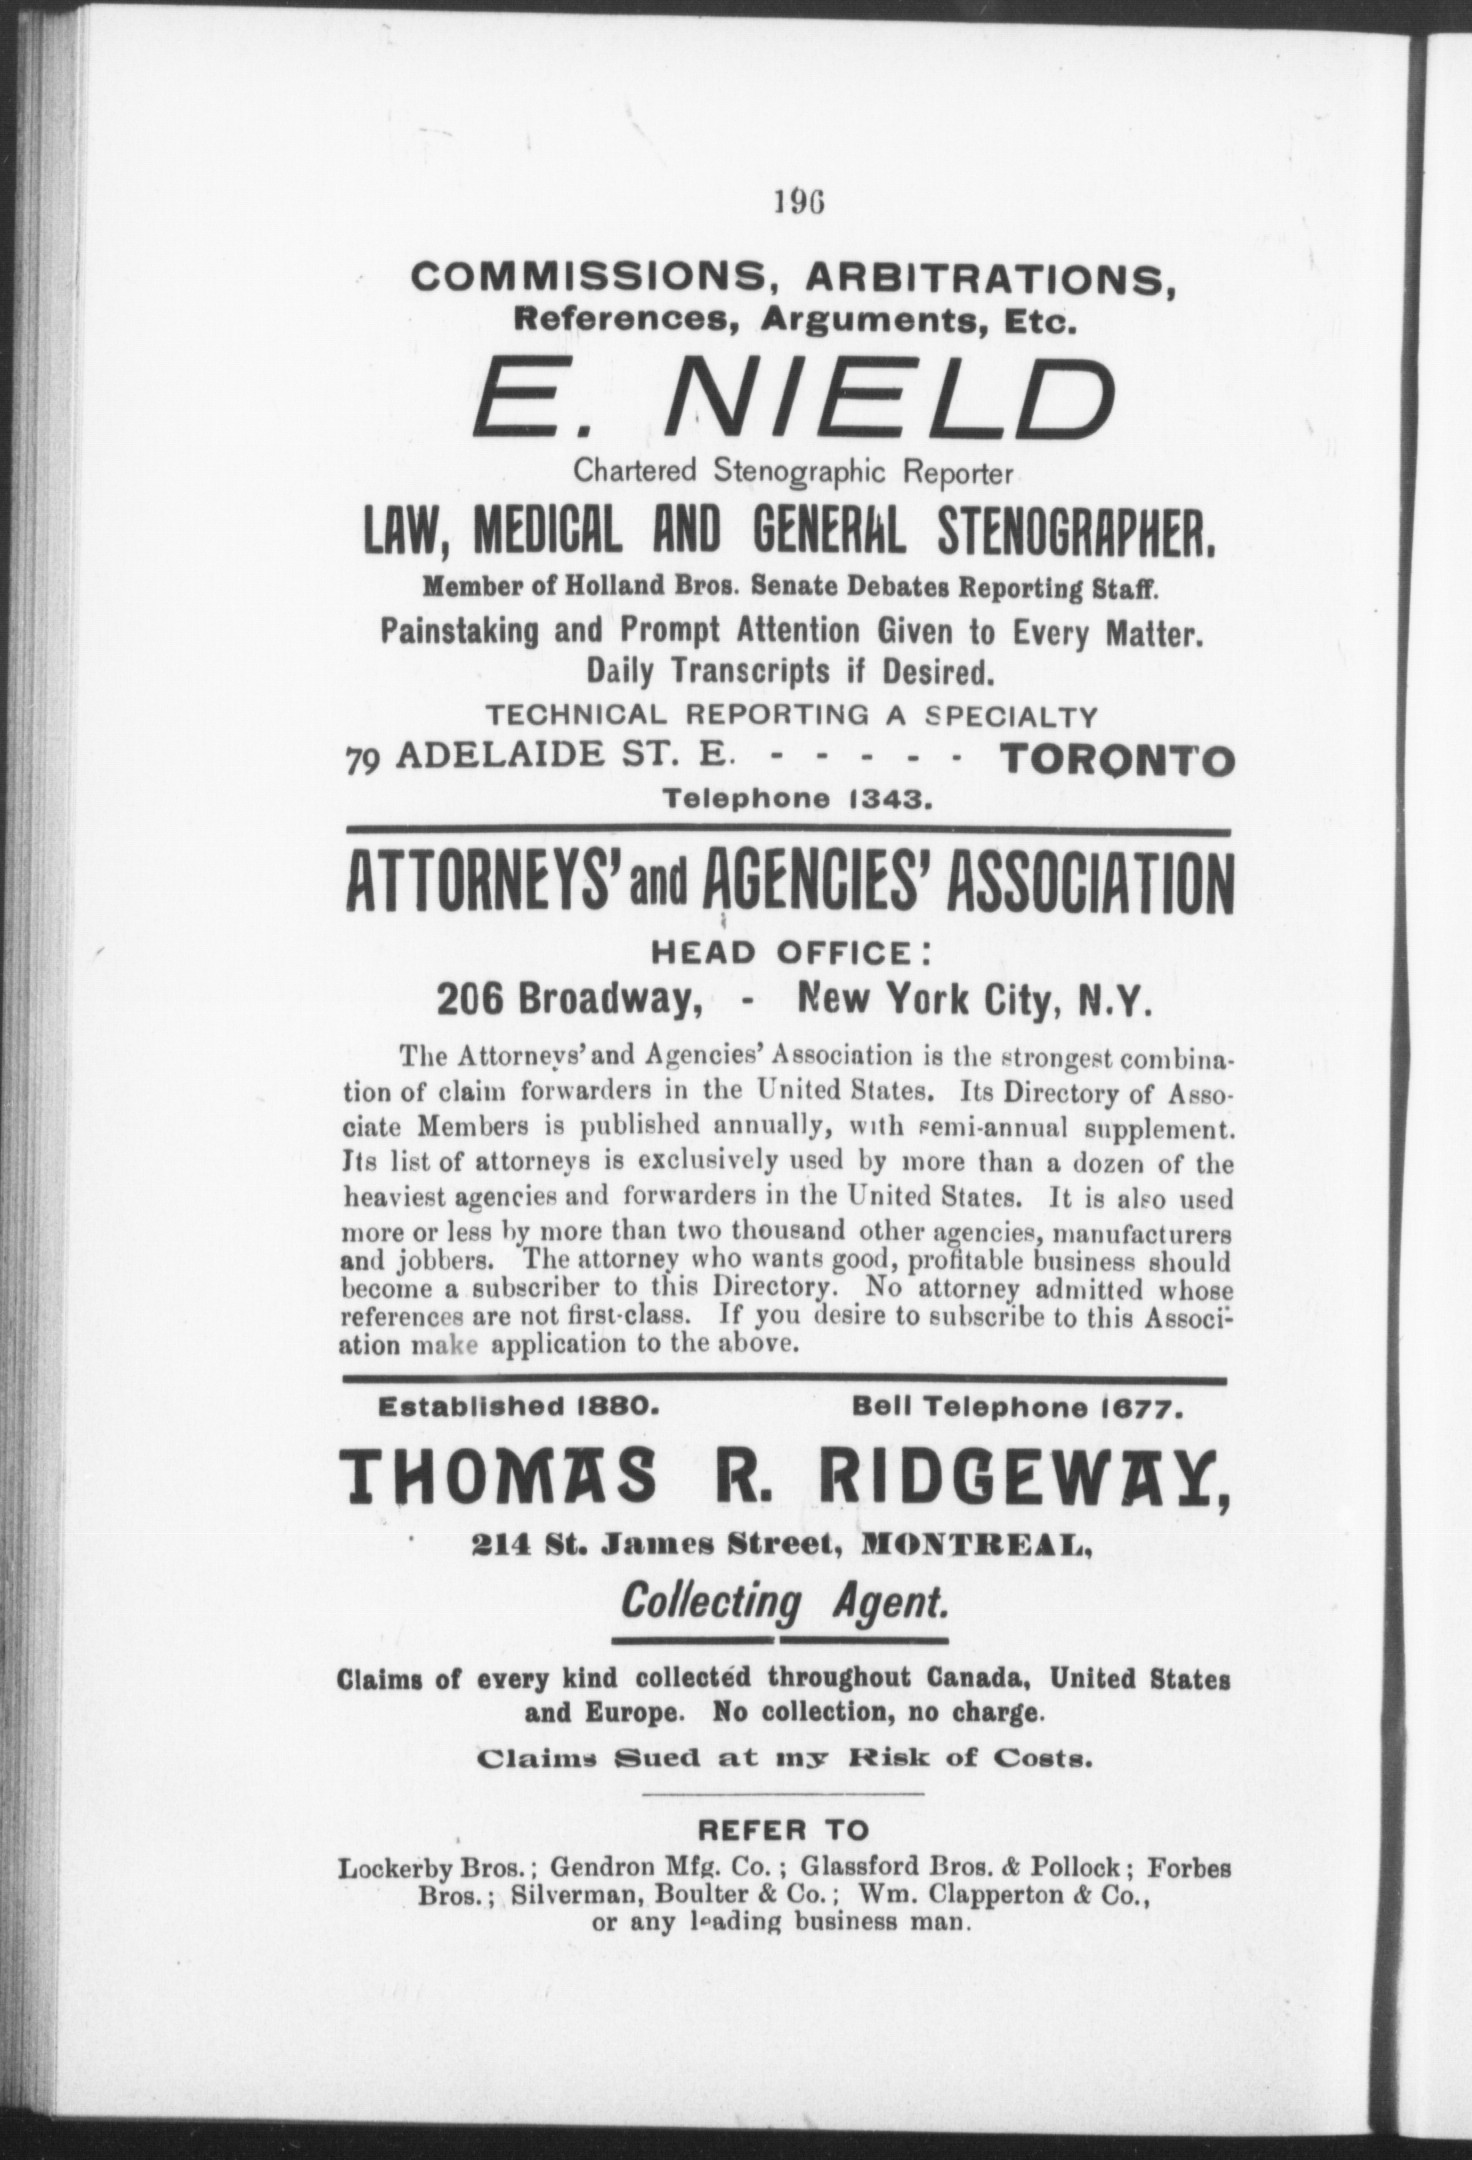 196
COMMISSIONS, ARBITRATIONS,
References, Arguments, Etc.
E. NIELD
Chartered Stenographic Reporter
LAW, MEDICAL AND GENERAL STENOGRAPHER.
Member of Holland Bros. Senate Debates Reporting Staff.
Painstaking and Prompt Attention Given to Every Matter.
Daily Transcripts if Desired.
TECHNICAL REPORTING A SPECIALTY
79 ADELAIDE ST. E. - - - - - TORONTO
Telephone 1343.
ATTORNEYS' and AGENCIES' ASSOCIATION
HEAD OFFICE:
206 Broadway, - New York City, N.Y.
The Attorneys' and Agencies' Association is the strongest combina-
tion of claim forwarders in the United States. Its Directory of Asso-
ciate Members is published annually, with semi-annual supplement.
Its list of attorneys is exclusively used by more than a dozen of the
heaviest agencies and forwarders in the United States. It is also used
more or less by more than two thousand other agencies, manufacturers
and jobbers. The attorney who wants good, profitable business should
become a subscriber to this Directory. No attorney admitted whose
references are not first-class. If you desire to subscribe to this Associ-
ation make application to the above.
Established 1880. Bell Telephone 1677.
THOMAS R. RIDGEWAY,
214 St. James Street, MONTREAL,
Collecting Agent.
Claims of every kind collected throughout Canada, United States
and Europe. No collection, no charge.
Claims Sued at my Risk of Costs.
REFER TO
Lockerby Bros.; Gendron Mfg. Co.; Glassford Bros. & Pollock; Forbes
Bros.; Silverman, Boulter & Co.; Wm. Clapperton & Co.,
or any leading business man.